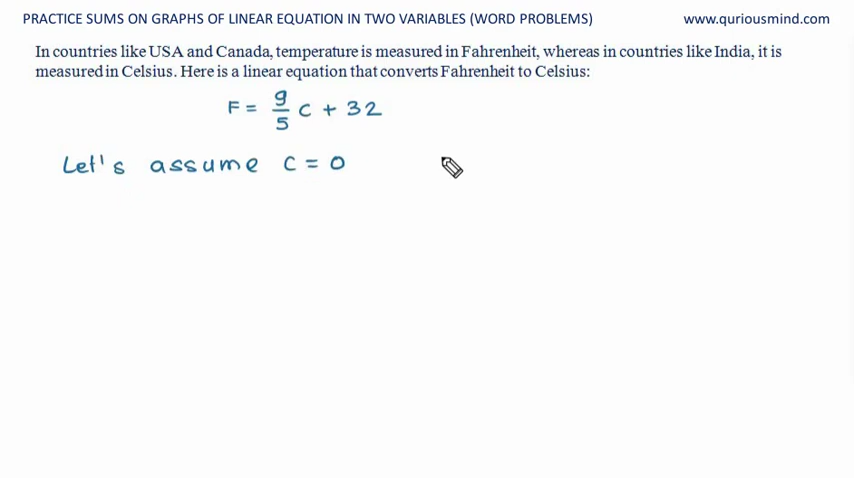 PRACTICE SUMS ON GRAPHS OF LINEAR EQUATION IN TWO VARIABLES (WORD PROBLEMS) www.quriousmind.com
In countries like USA and Canada, temperature is measured in Fahrenheit, whereas in countries like India, it is
measured in Celsius. Here is a linear equation that converts Fahrenheit to Celsius:
F = 9/5 C + 32
Let's assume C = 0